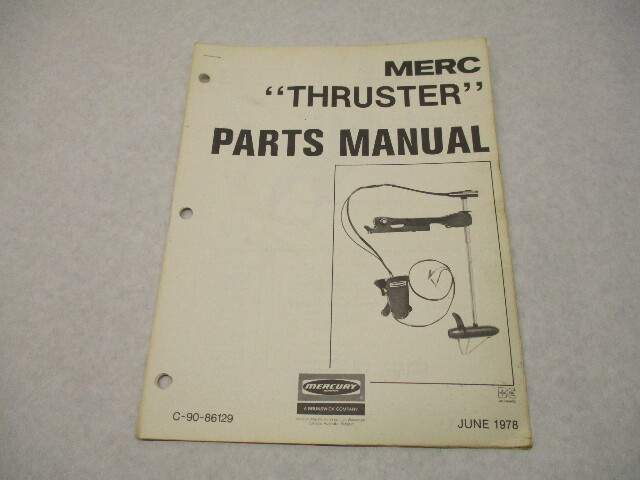 MERC
“THRUSTER”
PARTS MANUAL
MERCURY
A BRUNSWICK COMPANY
C-90-86129
JUNE 1978